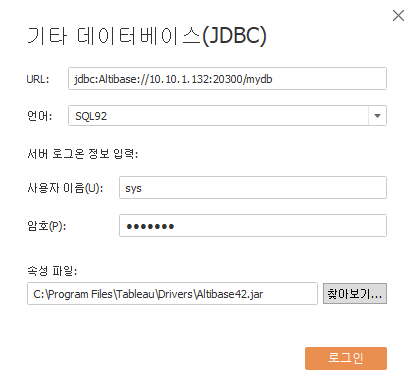 기타 데이터베이스(JDBC)
URL: jdbc:Altibase://10.10.1.132:20300/mydb
언어: SQL92
서버 로그온 정보 입력:
사용자 이름(U): sys
암호(P): •••••••
속성 파일:
C:\Program Files\Tableau\Drivers\Altibase42.jar 찾아보기...
로그인